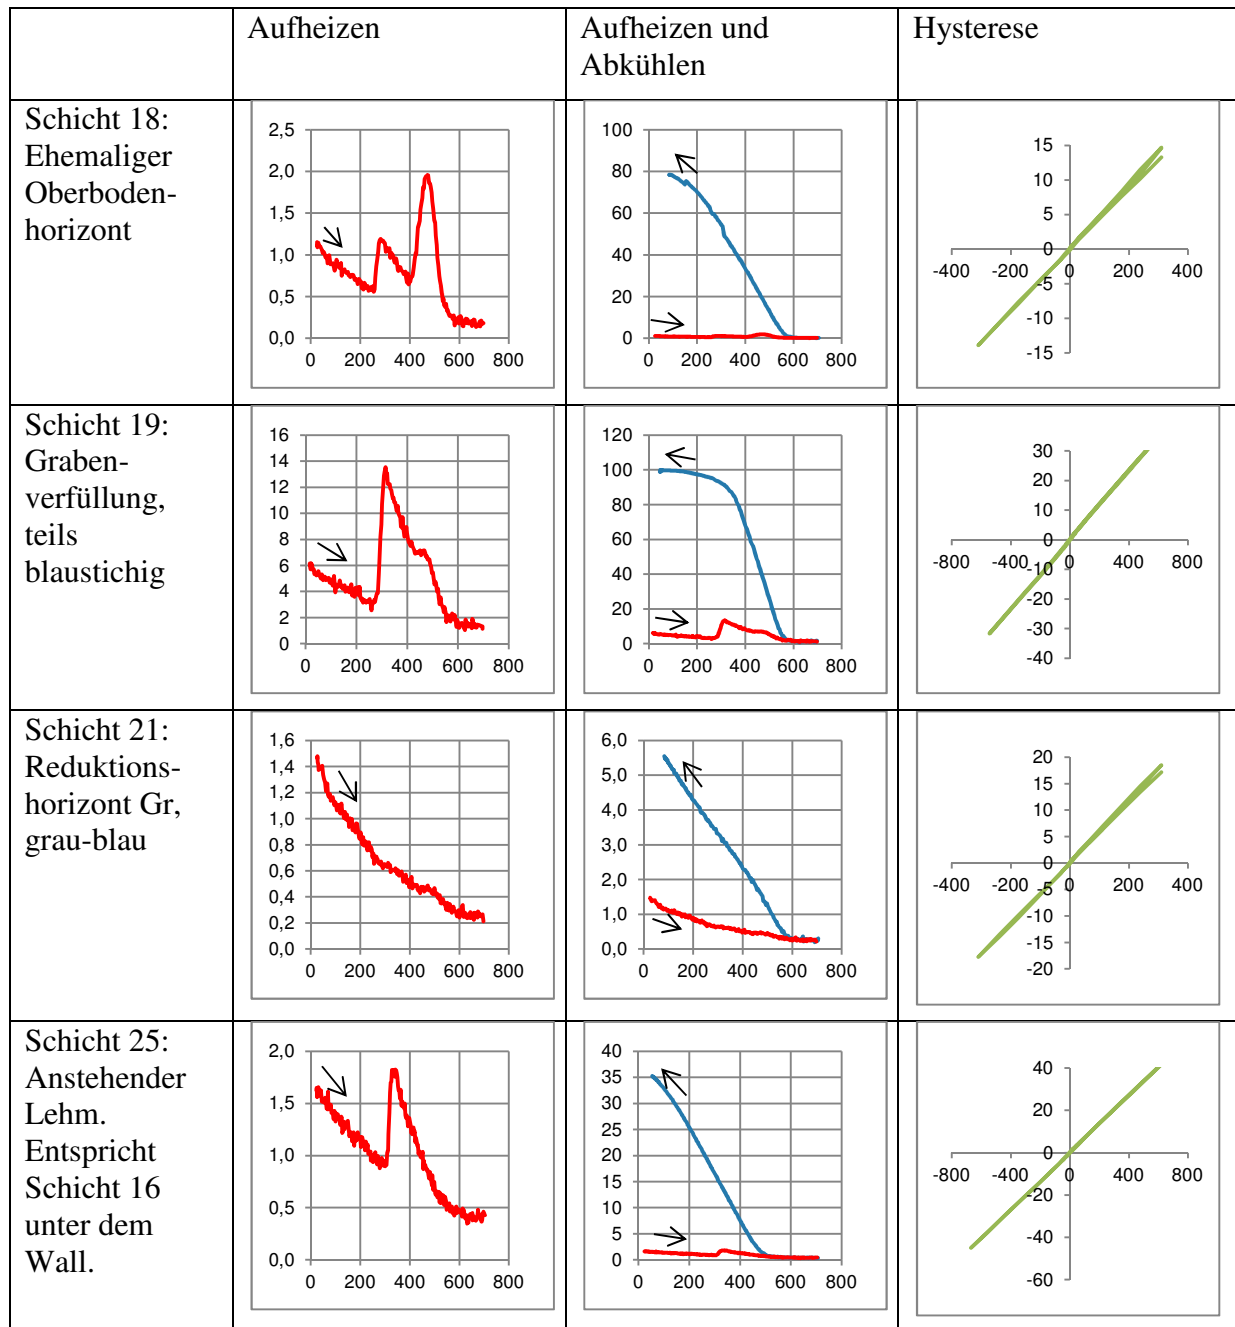 Aufheizen
Aufheizen und
Abkühlen
Hysterese
Schicht 18:
Ehemaliger
Oberboden-
horizont
2,5
2,0
1,5
1,0
0,5
0,0
0 200 400 600 800
100
80
60
40
20
0
0 200 400 600 800
15
10
5
0
-5
-10
-15
-400 -200 0 200 400
Schicht 19:
Graben-
verfüllung,
teils
blaustichig
16
14
12
10
8
6
4
2
0
0 200 400 600 800
120
100
80
60
40
20
0
0 200 400 600 800
30
20
10
0
-10
-20
-30
-40
-800 -400 0 400 800
Schicht 21:
Reduktions-
horizont Gr,
grau-blau
1,6
1,4
1,2
1,0
0,8
0,6
0,4
0,2
0,0
0 200 400 600 800
6,0
5,0
4,0
3,0
2,0
1,0
0,0
0 200 400 600 800
20
15
10
5
0
-5
-10
-15
-20
-400 -200 0 200 400
Schicht 25:
Anstehender
Lehm.
Entspricht
Schicht 16
unter dem
Wall.
2,0
1,5
1,0
0,5
0,0
0 200 400 600 800
40
35
30
25
20
15
10
5
0
0 200 400 600 800
40
20
0
-20
-40
-60
-800 -400 0 400 800